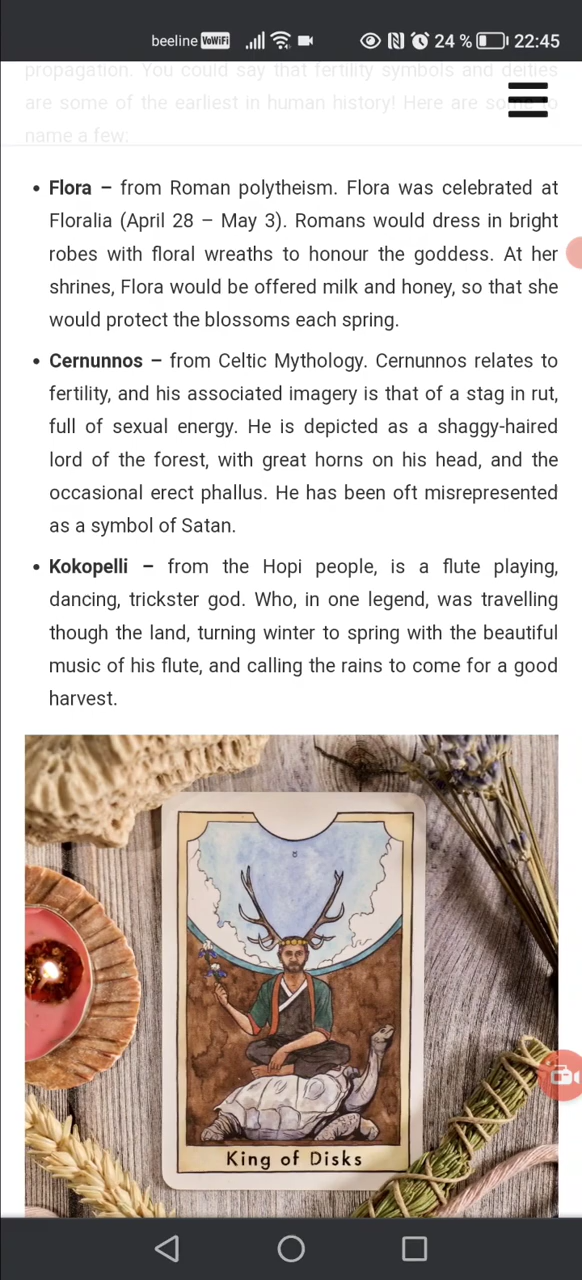 beeline VoWiFi 24 % 22:45
propagation. You could say that fertility symbols and deities
are some of the earliest in human history! Here are some to
name a few:
• Flora – from Roman polytheism. Flora was celebrated at
Floralia (April 28 – May 3). Romans would dress in bright
robes with floral wreaths to honour the goddess. At her
shrines, Flora would be offered milk and honey, so that she
would protect the blossoms each spring.
• Cernunnos – from Celtic Mythology. Cernunnos relates to
fertility, and his associated imagery is that of a stag in rut,
full of sexual energy. He is depicted as a shaggy-haired
lord of the forest, with great horns on his head, and the
occasional erect phallus. He has been oft misrepresented
as a symbol of Satan.
• Kokopelli – from the Hopi people, is a flute playing,
dancing, trickster god. Who, in one legend, was travelling
though the land, turning winter to spring with the beautiful
music of his flute, and calling the rains to come for a good
harvest.
King of Disks